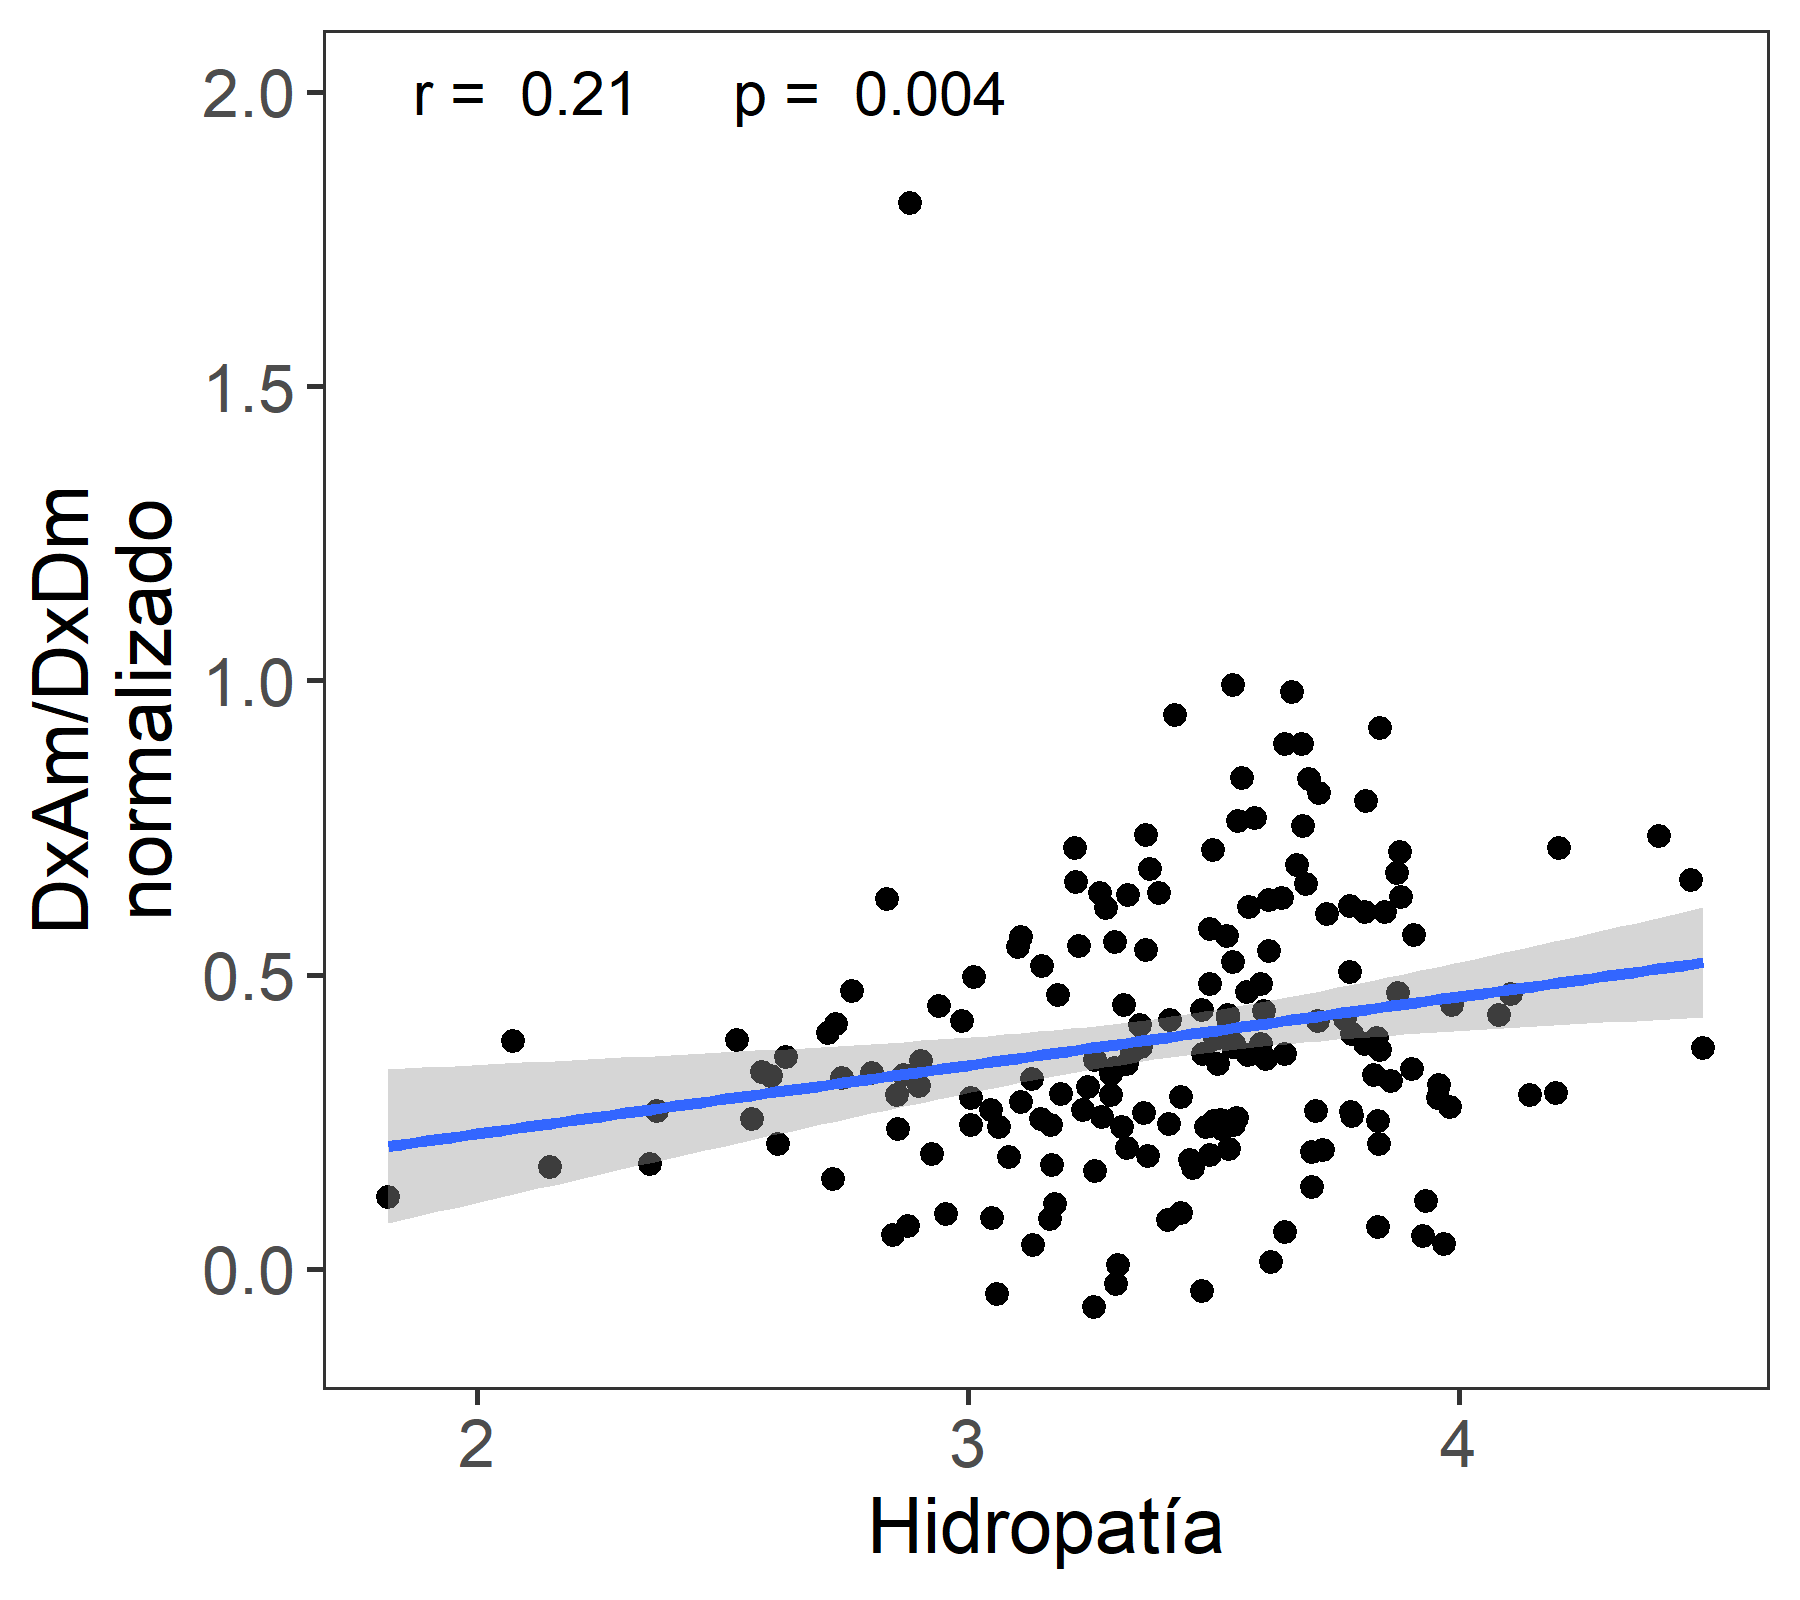 r = 0.21 p = 0.004
2.0
1.5
1.0
0.5
0.0
DxAm/DxDm
normalizado
2 3 4
Hidropatía